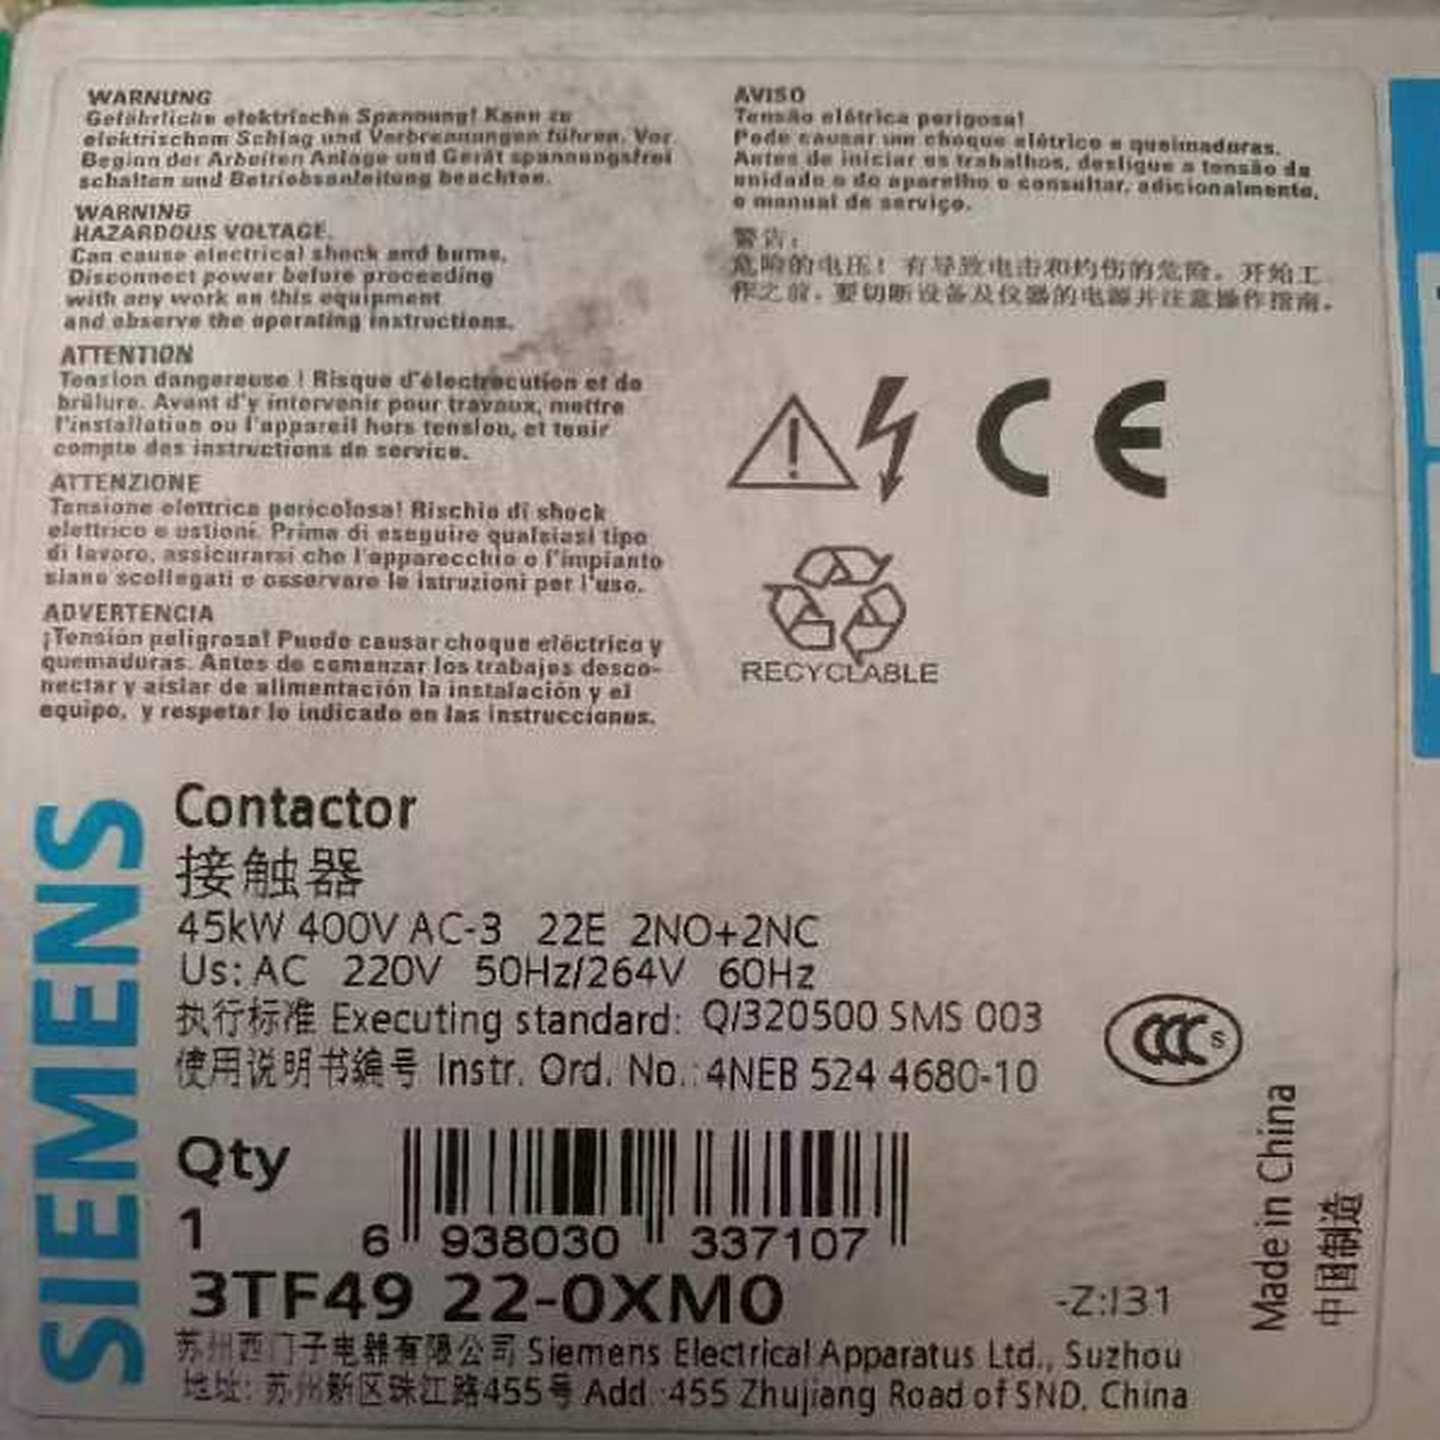 WARNUNG
Gefährliche elektrische Spannung! Kann zu
elektrischem Schlag und Verbrennungen führen. Vor
Beginn der Arbeiten Anlage und Gerät spannungsfrei
schalten und Betriebsanleitung beachten.
WARNING
HAZARDOUS VOLTAGE.
Can cause electrical shock and burns.
Disconnect power before proceeding
with any work on this equipment
and observe the operating instructions.
ATTENTION
Tension dangereuse ! Risque d'électrocution et de
brûlure. Avant d'y intervenir pour travaux, mettre
l'installation ou l'appareil hors tension, et tenir
compte des instructions de service.
ATTENZIONE
Tensione elettrica pericolosa! Rischio di shock
elettrico e ustioni. Prima di eseguire qualsiasi tipo
di lavoro, assicurarsi che l'apparecchio o l'impianto
siano scollegati e osservare le istruzioni per l'uso.
ADVERTENCIA
¡Tensión peligrosa! Puede causar choque eléctrico y
quemaduras. Antes de comenzar los trabajos desco-
nectar y aislar de alimentación la instalación y el
equipo, y respetar lo indicado en las instrucciones.
AVISO
Tensão elétrica perigosa!
Pode causar um choque elétrico e queimaduras.
Antes de iniciar os trabalhos, desligue a tensão da
unidade e do aparelho e consultar, adicionalmente,
o manual de serviço.
警告:
危险的电压! 有导致电击和灼伤的危险。开始工
作之前,要切断设备及仪器的电源并注意操作指南。
CE
RECYCLABLE
SIEMENS
Contactor
接触器
45kW 400V AC-3 22E 2NO+2NC
Us: AC 220V 50Hz/264V 60Hz
执行标准 Executing standard: Q/320500 SMS 003
使用说明书编号 Instr. Ord. No.:4NEB 524 4680-10
CCC S
Qty
1
6 938030 337107
3TF49 22-0XM0
-Z:I31
苏州西门子电器有限公司 Siemens Electrical Apparatus Ltd., Suzhou
地址: 苏州新区珠江路455号 Add :455 Zhujiang Road of SND, China
Made in China
中国制造